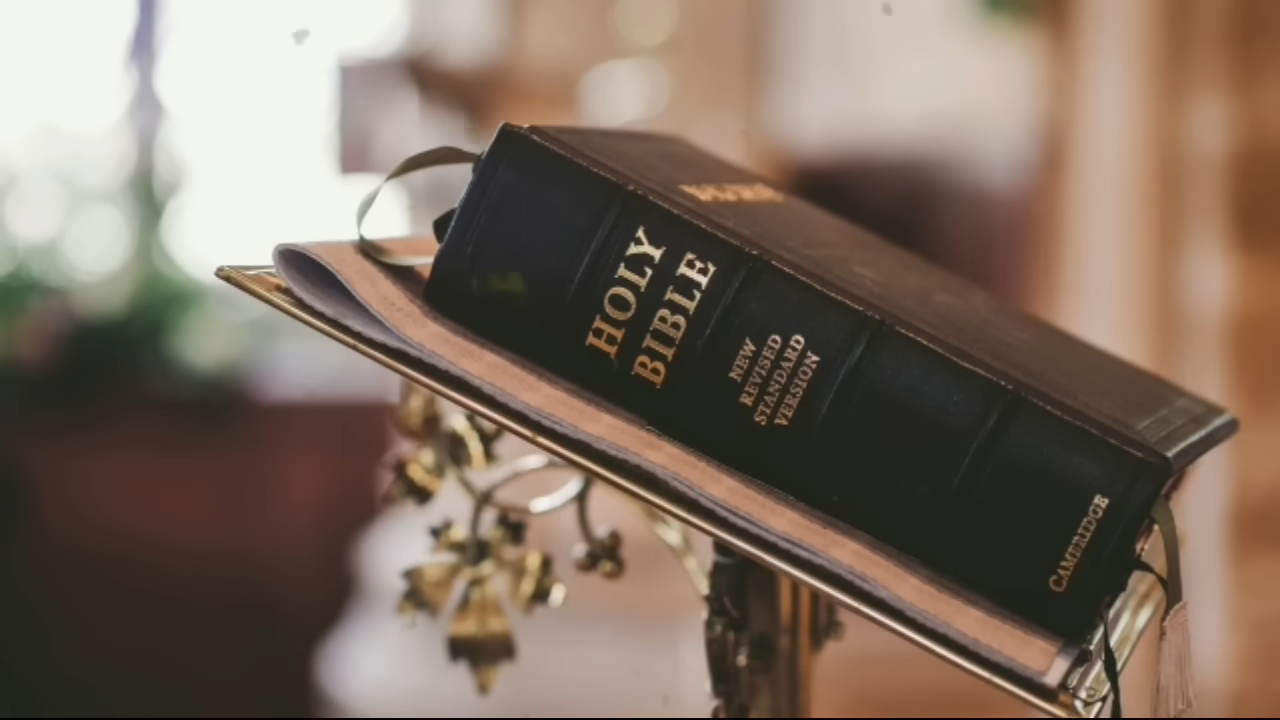 HOLY
BIBLE
NEW
REVISED
STANDARD
VERSION
CAMBRIDGE